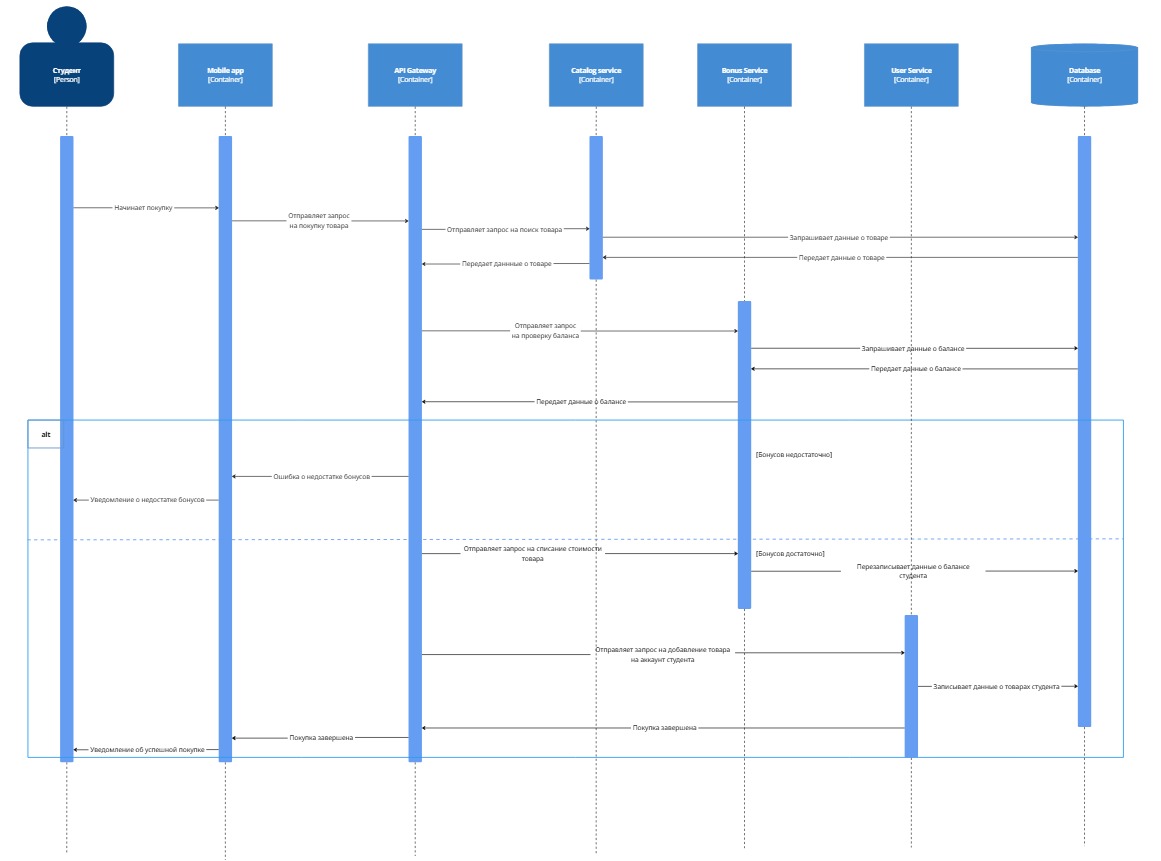 Студент
[Person]
Mobile app
[Container]
API Gateway
[Container]
Catalog service
[Container]
Bonus Service
[Container]
User Service
[Container]
Database
[Container]
Начинает покупку
Отправляет запрос
на покупку товара
Отправляет запрос на поиск товара
Запрашивает данные о товаре
Передает данные о товаре
Передает даннные о товаре
Отправляет запрос
на проверку баланса
Запрашивает данные о балансе
Передает данные о балансе
Передает данные о балансе
alt
[Бонусов недостаточно]
Ошибка о недостатке бонусов
Уведомление о недостатке бонусов
Отправляет запрос на списание стоимости
товара
[Бонусов достаточно]
Перезаписывает данные о балансе
студента
Отправляет запрос на добавление товара
на аккаунт студента
Записывает данные о товарах студента
Покупка завершена
Покупка завершена
Уведомление об успешной покупке